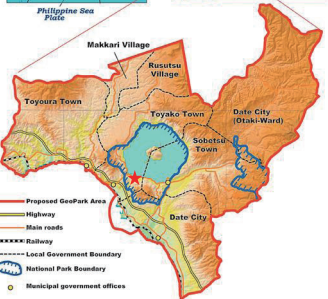 Philippine Sea
Plate
Makkari Village
Rusutsu
Village
Toyoura Town
Toyako Town
Date City
(Otaki-Ward)
Sobotsu
Town
Date City
Proposed GeoPark Area
Highway
Main roads
Railway
Local Government Boundary
National Park Boundary
Municipal government offices